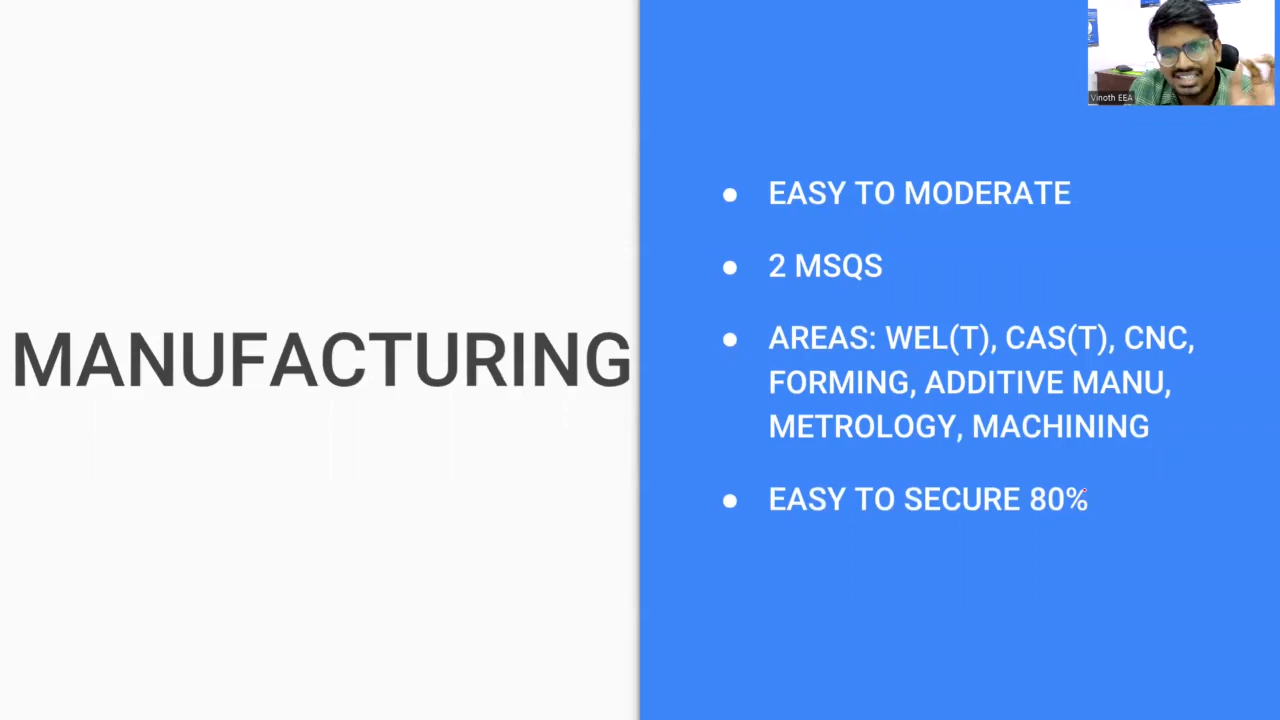 Vinoth EEA
MANUFACTURING
● EASY TO MODERATE
● 2 MSQS
● AREAS: WEL(T), CAS(T), CNC,
FORMING, ADDITIVE MANU,
METROLOGY, MACHINING
● EASY TO SECURE 80%